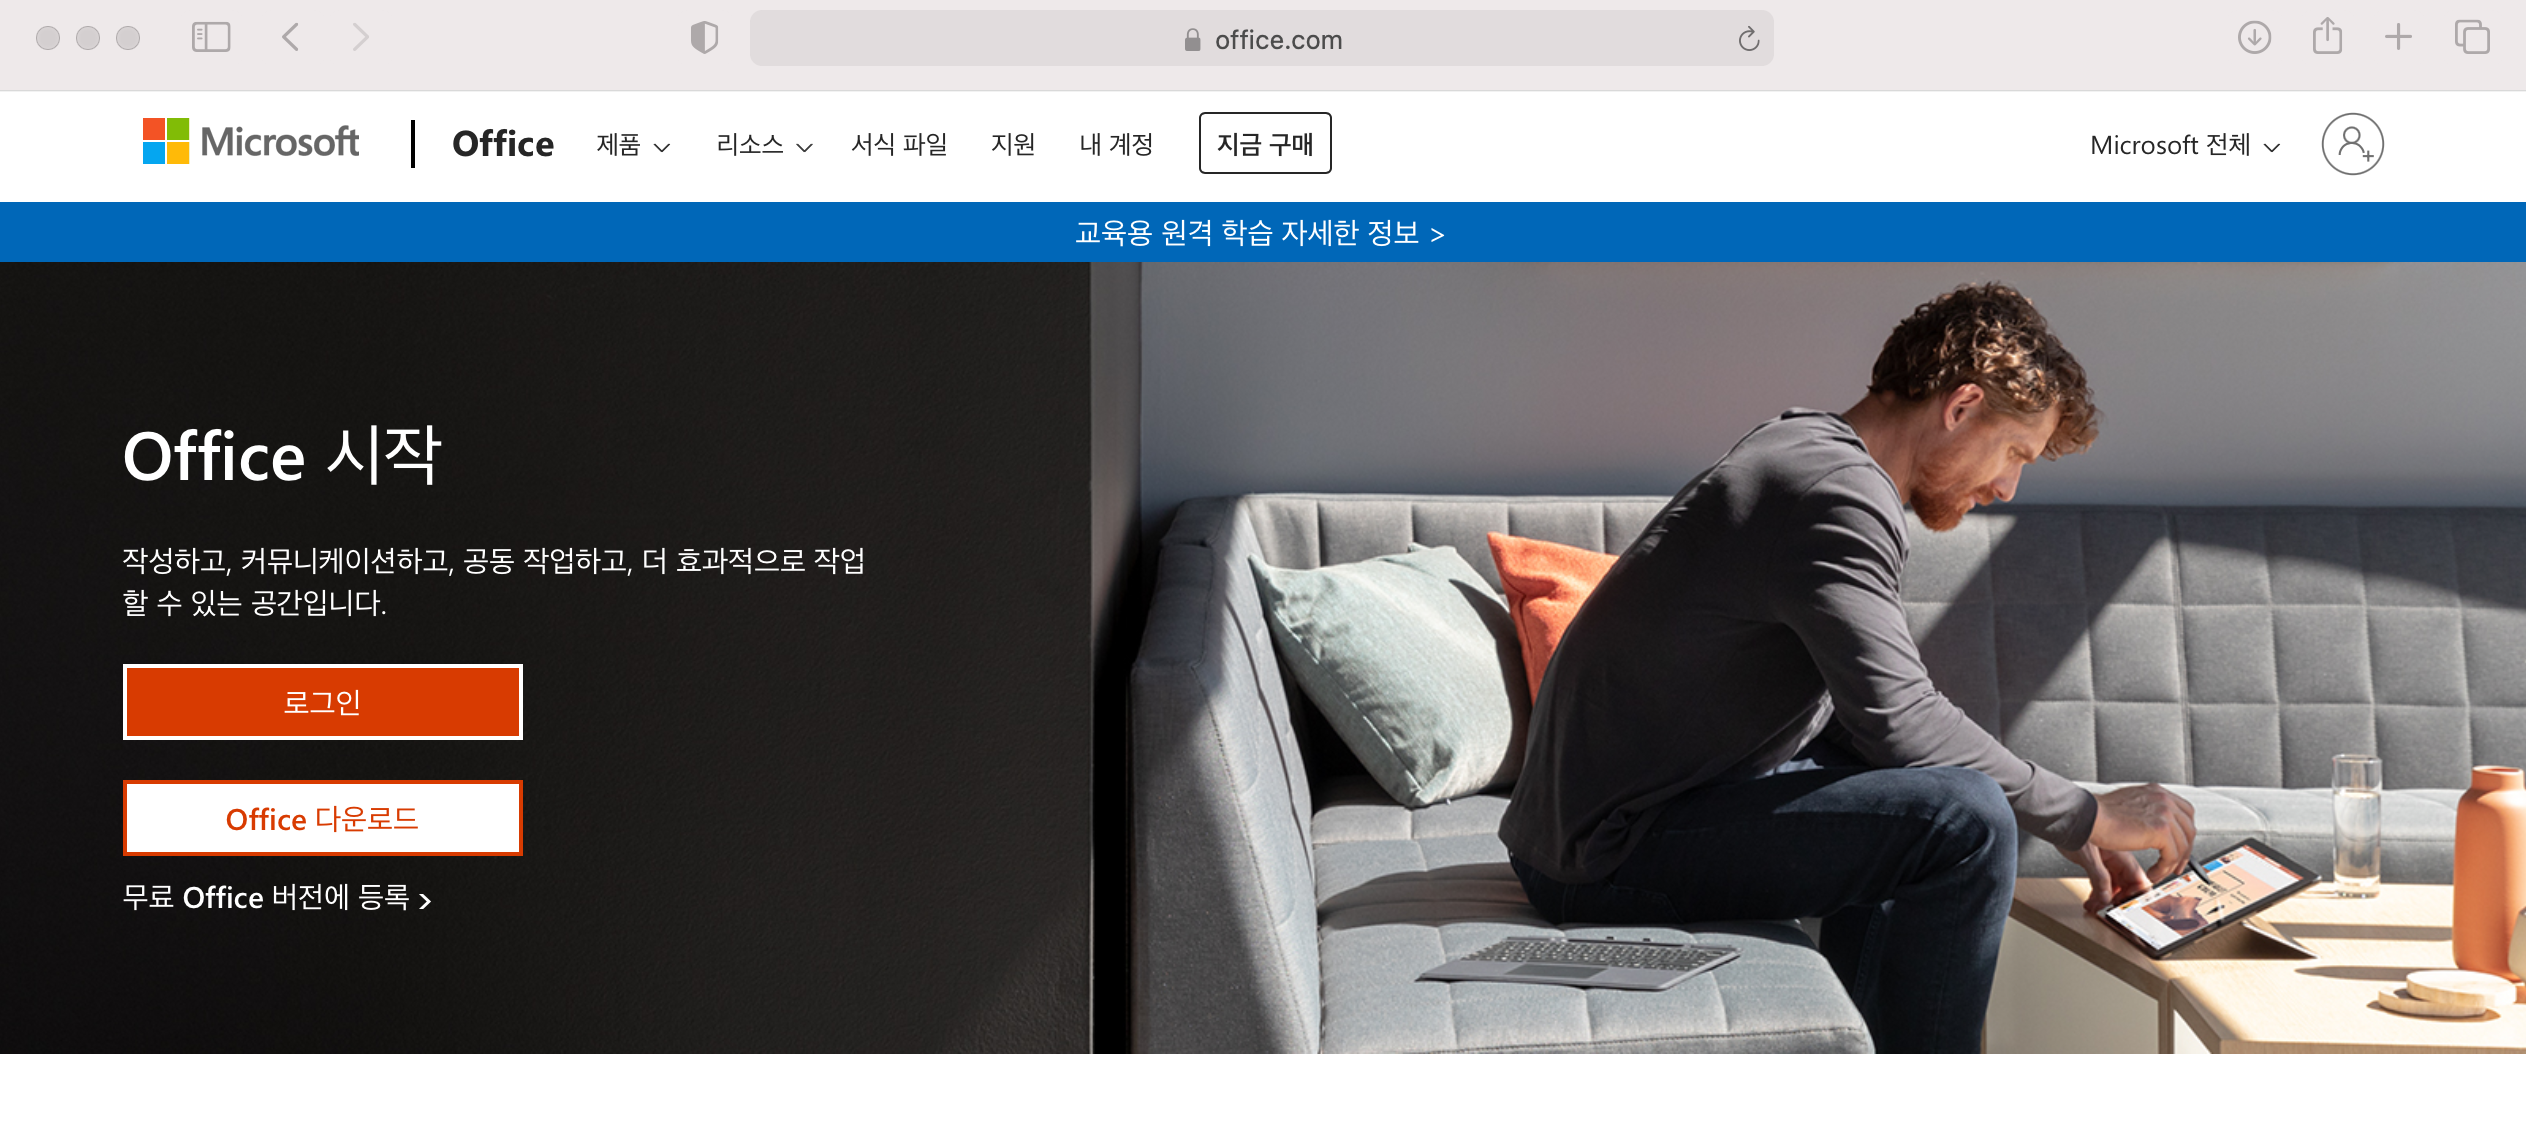 office.com
Microsoft
Office
제품
리소스
서식 파일
지원
내 계정
지금 구매
Microsoft 전체
교육용 원격 학습 자세한 정보 >
Office 시작
작성하고, 커뮤니케이션하고, 공동 작업하고, 더 효과적으로 작업
할 수 있는 공간입니다.
로그인
Office 다운로드
무료 Office 버전에 등록 >